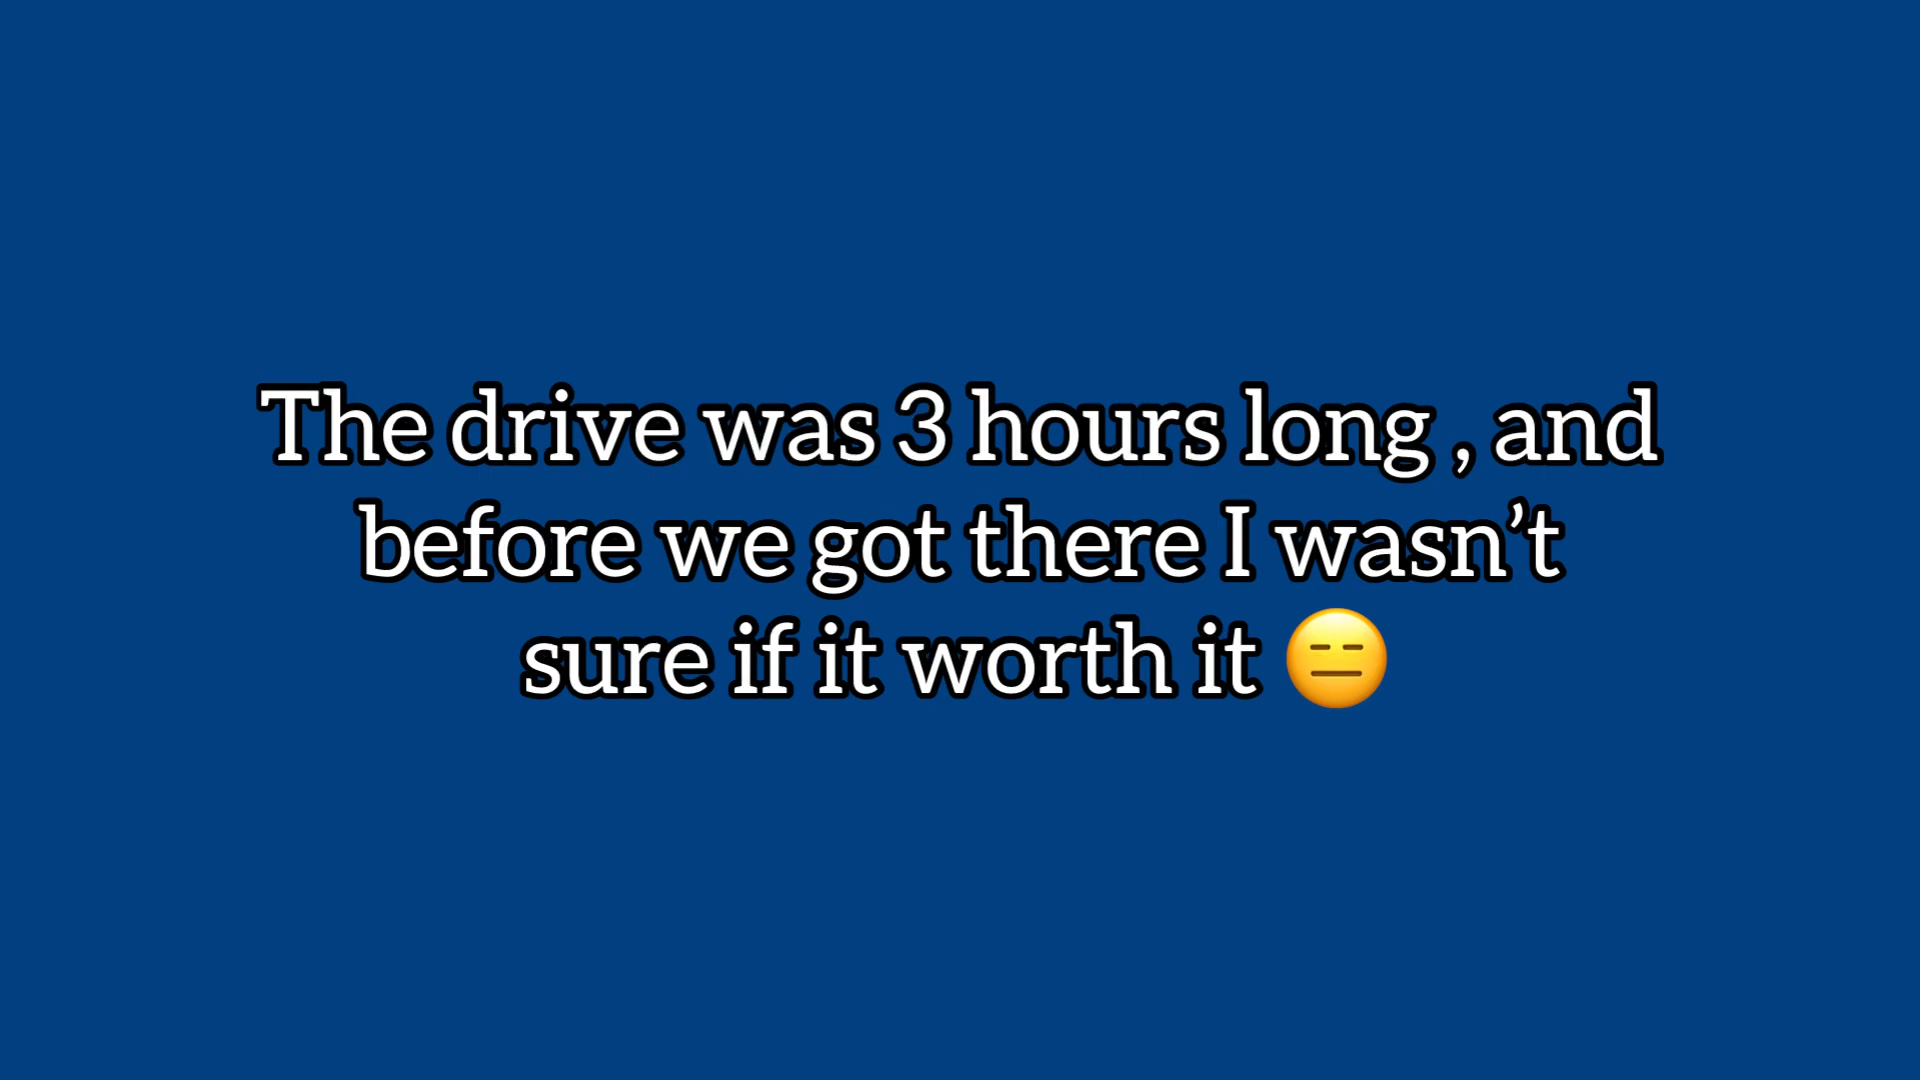 The drive was 3 hours long , and
before we got there I wasn’t
sure if it worth it 😑